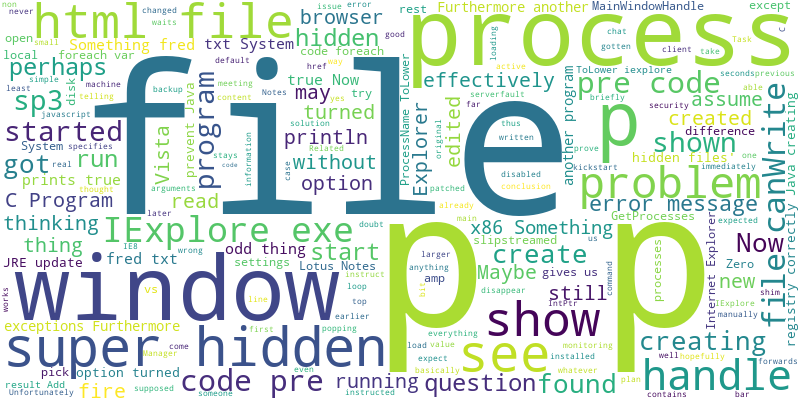 non
never
html file
process
MainWindowHandle
except
changed
waits
browser
Furthermore another
issue
error
open
small
Something fred
hidden
rest
chat
gotten
Task
c
local
foreach var
txt System
code foreach
good
client
take
ToLower iexplore
seconds
previous
perhaps
least
machine
simple
telling
default
way
loading
active
effectively
pre code
able
disk
backup
prevent Java
program
meeting
href
true Now
ProcessName ToLower
Explorer
serverfault
far
briefly
security
assume
sp3
javascript
content
Notes
yes
may
try
edited
original
thus
written
another program
prove
created
difference
started
Vista
file
turned
p
shown
fileCanWrite
registry correctly Java creating
System
specifies
information
println
solution
Related
disabled
conclusion
kickstart
hidden files'
one
immediately
got
run
real
stays
code
case
without
patched
problem
prints true
thought
arguments
option
already
main
error message
C Program
read
later
IExplore exe
x86 Something
GetProcesses
expected
thinking
doubt
slipstreamed
us
thing
IE8
wrong
odd thing
start
create
larger
Now
JRE update
fred txt
settings
Lotus Notes
anything
Maybe
gives us
command
processes
Internet Explorer
Zero
works
window
vs
bit
instruct
loop
top
amp
disappear
still
new
IExplore
shim
line
earlier
IntPtr
manually
exceptions Furthermore
first
popping
everything
show
creating
super hidden
load
value
see
monitoring
well
hopefully
Manager
come
expect
installed
handle
forwards
pick
option turned
even
basically
whatever
result Add
fire
code pre
running
question
found
plan
Unfortunately
supposed
someone
instructed
contains
bar